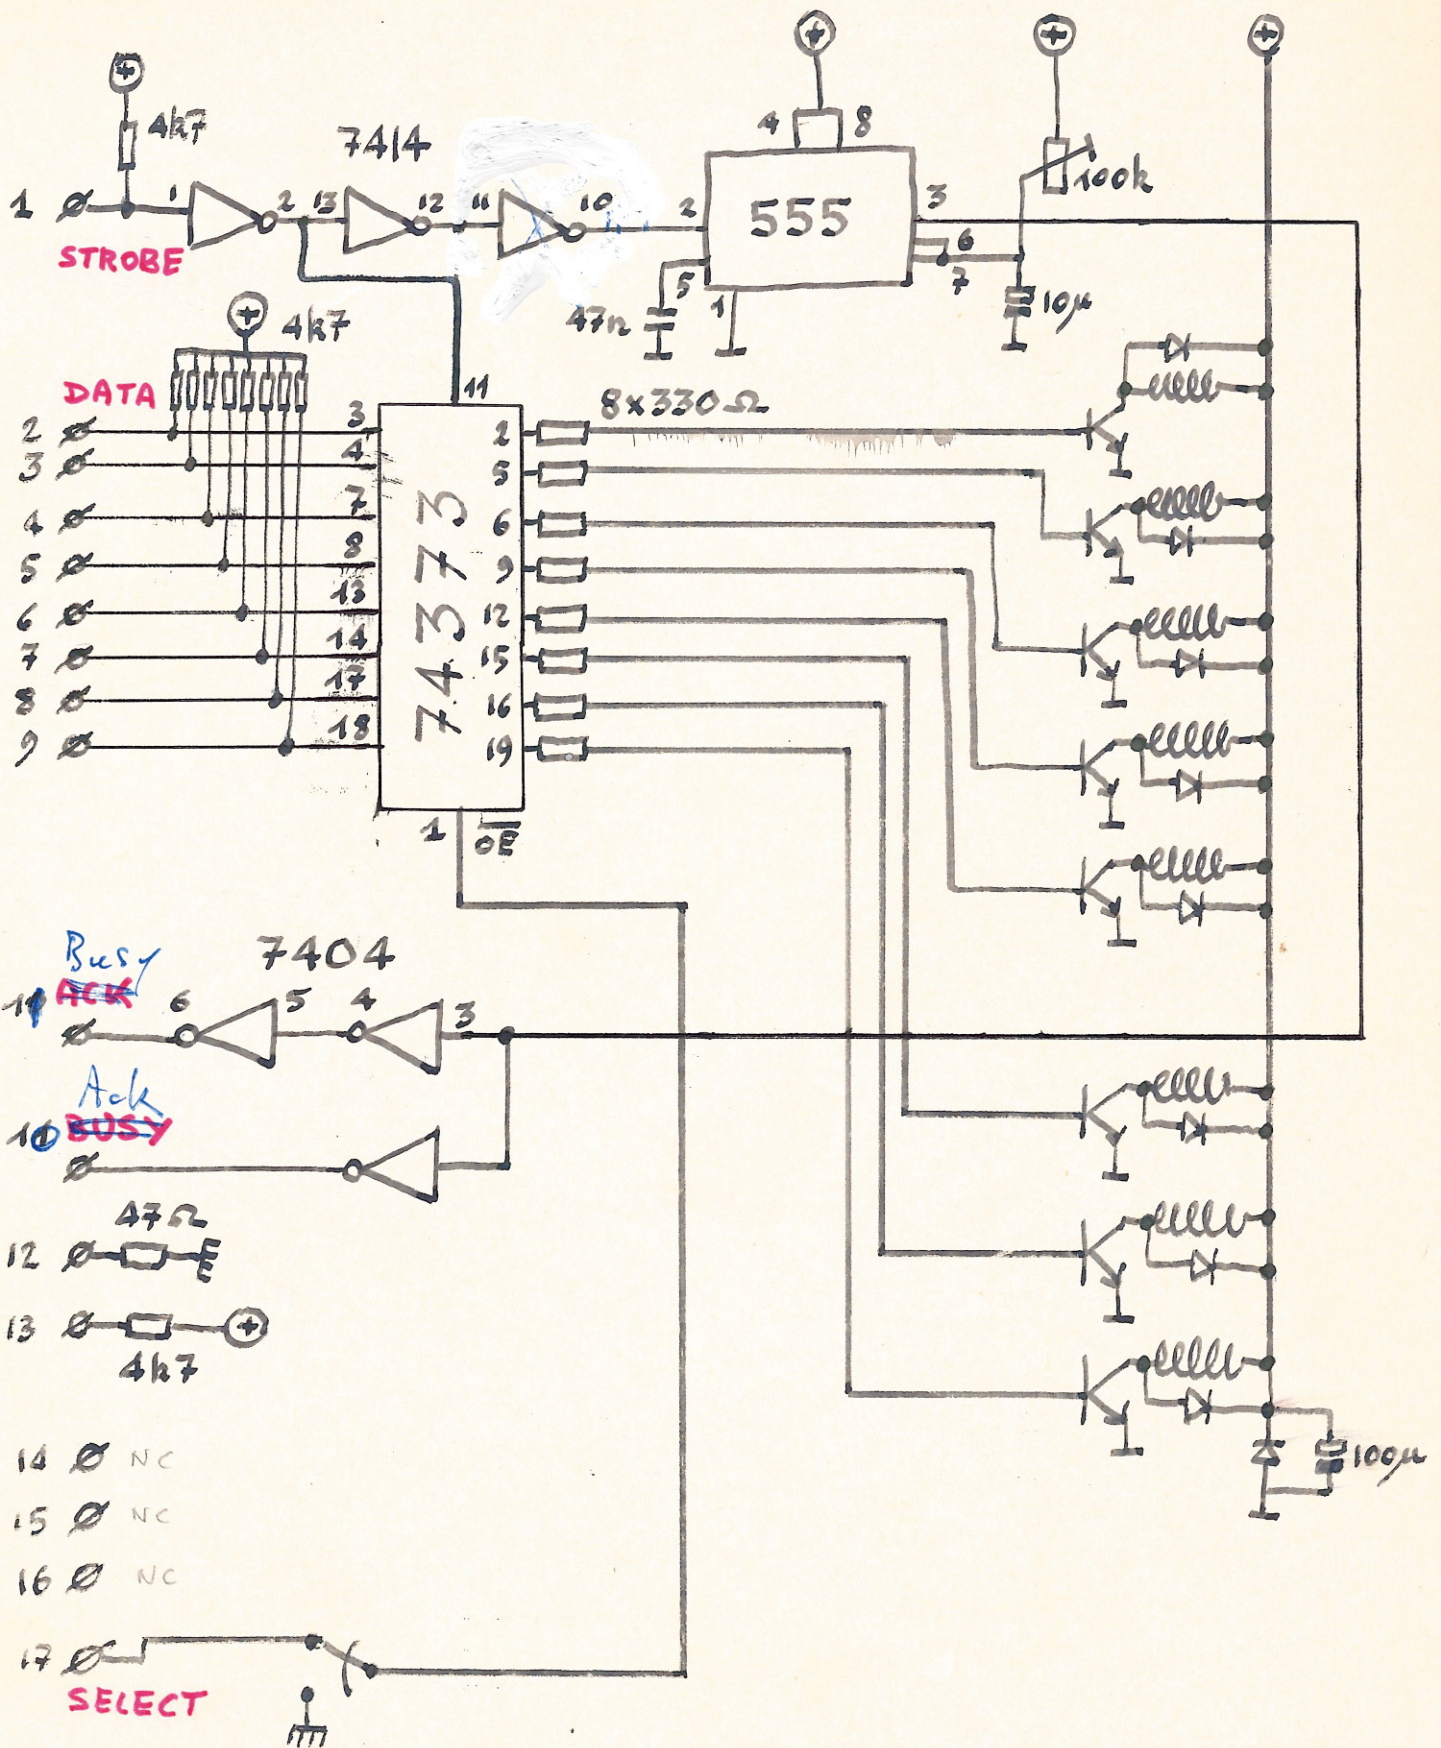 + + + +
4k7 7414 4 8
1 1 2 13 12 11 10 2 555 3 100k
STROBE 5 1 6 7
47n 10µ
+ 4k7
DATA 11 8x330Ω
2 3 2
3 4 5
4 7 6
5 8 9
6 13 12
7 14 15
8 17 16
9 18 19
74373
1 OE
Busy 7404
ACK 6 5 4 3
11
Ack
10 BUSY
47Ω
12
13 +
4k7
14 NC
15 NC
16 NC
100µ
17
SELECT